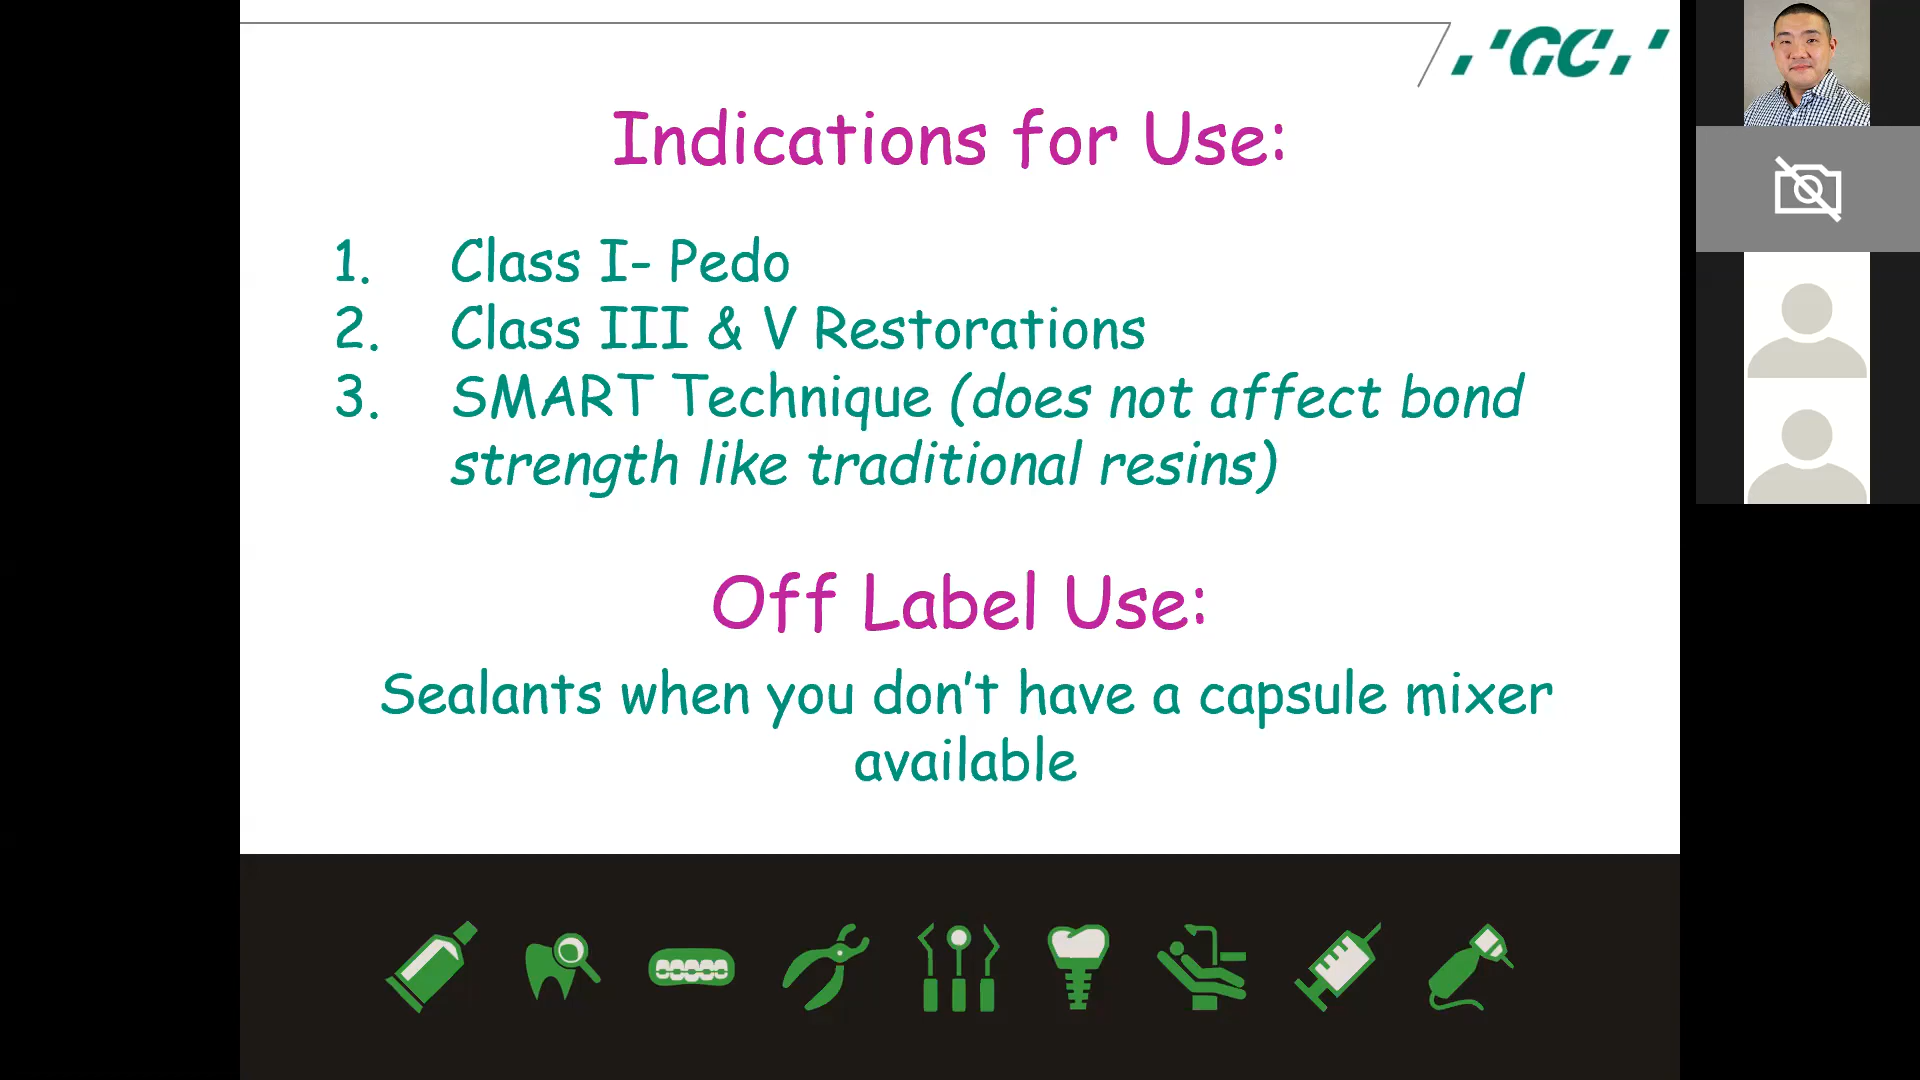 GC
Indications for Use:
1. Class I- Pedo
2. Class III & V Restorations
3. SMART Technique (does not affect bond
strength like traditional resins)
Off Label Use:
Sealants when you don't have a capsule mixer
available